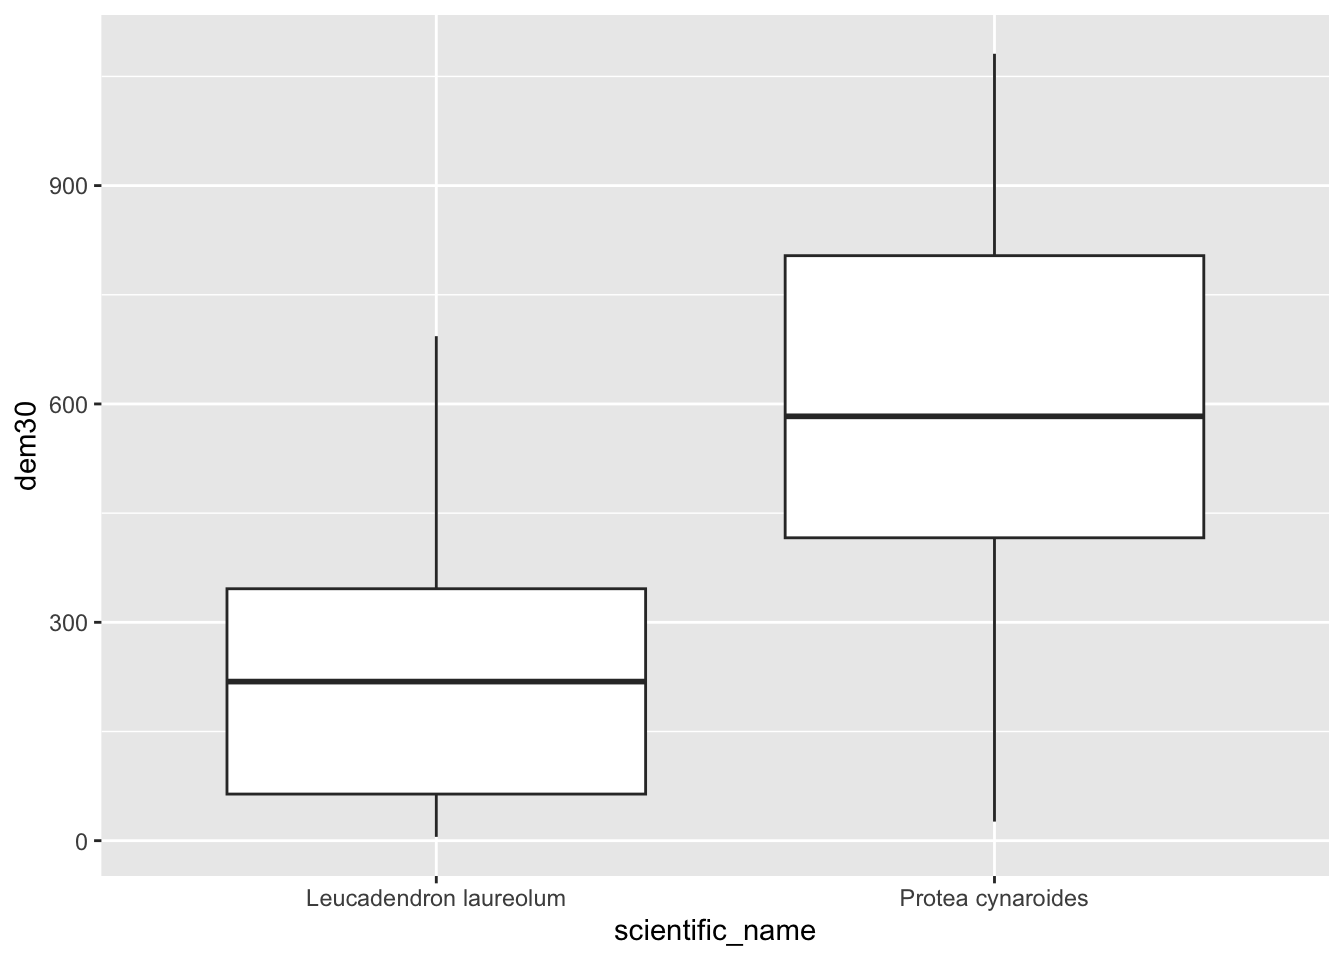 dem30
900
600
300
0
Leucadendron laureolum
Protea cynaroides
scientific_name